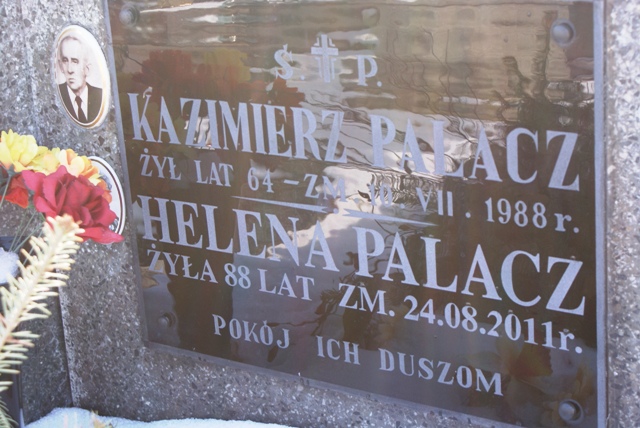 Ś. P.
KAZIMIERZ PALACZ
ŻYŁ LAT 64 – ZM. VII. 1988 r.
HELENA PALACZ
ŻYŁA 88 LAT ZM. 24.08.2011r.
POKÓJ ICH DUSZOM